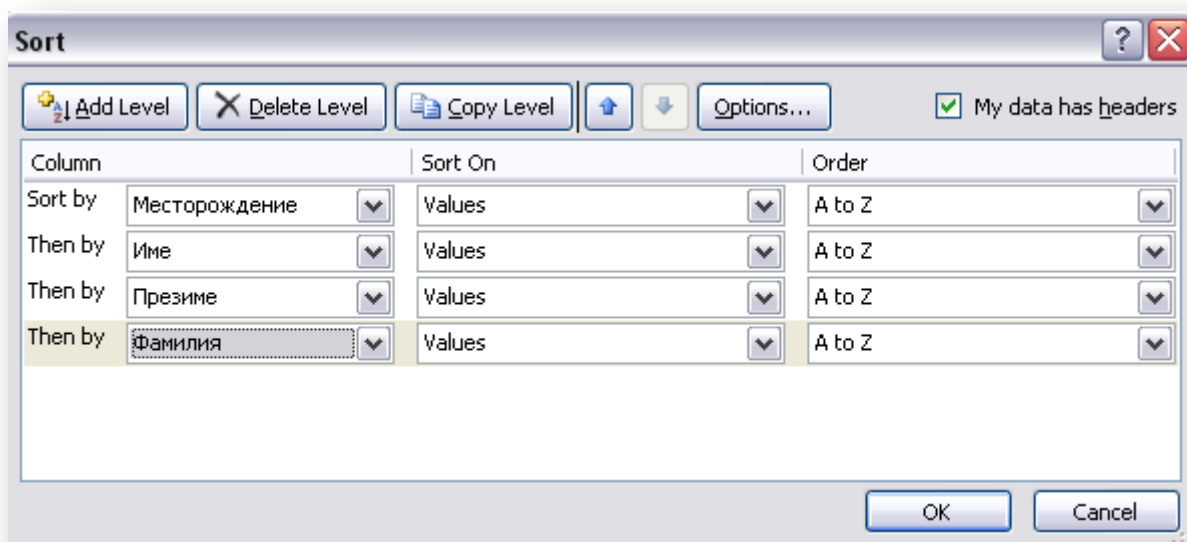 Sort
Add Level Delete Level Copy Level Options... My data has headers
Column Sort On Order
Sort by Месторождение Values A to Z
Then by Име Values A to Z
Then by Презиме Values A to Z
Then by Фамилия Values A to Z
OK Cancel